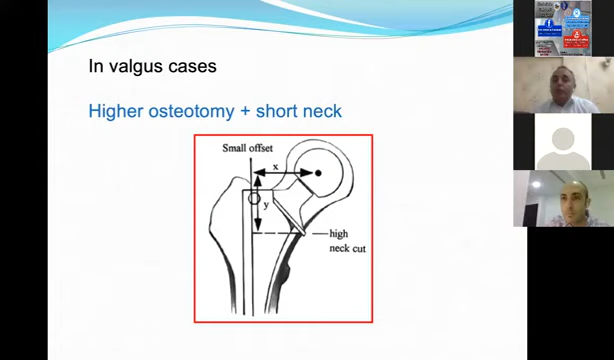 In valgus cases
Higher osteotomy + short neck
Small offset
x
y
high
neck cut